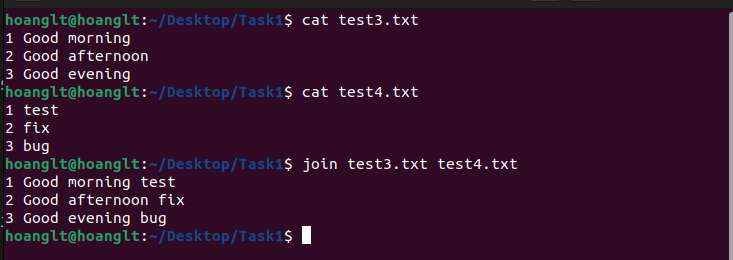 hoanglt@hoanglt:~/Desktop/Task1$ cat test3.txt
1 Good morning
2 Good afternoon
3 Good evening
hoanglt@hoanglt:~/Desktop/Task1$ cat test4.txt
1 test
2 fix
3 bug
hoanglt@hoanglt:~/Desktop/Task1$ join test3.txt test4.txt
1 Good morning test
2 Good afternoon fix
3 Good evening bug
hoanglt@hoanglt:~/Desktop/Task1$